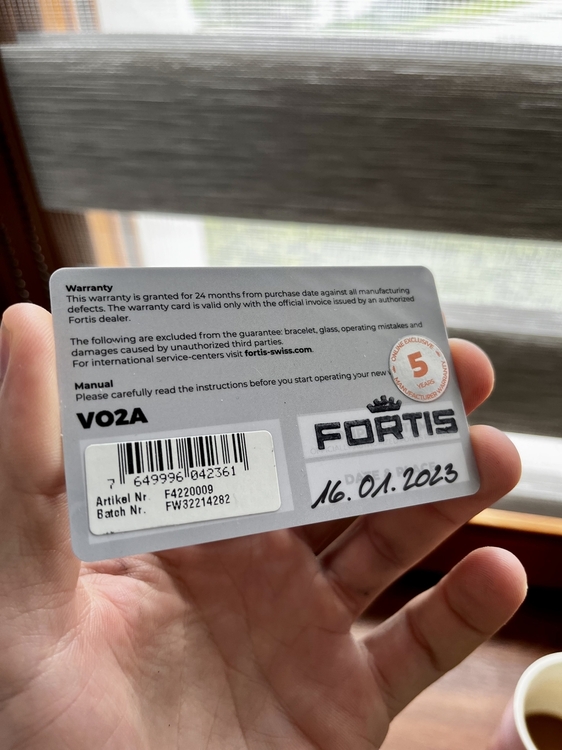 Warranty
This warranty is granted for 24 months from purchase date against all manufacturing
defects. The warranty card is valid only with the official invoice issued by an authorized
Fortis dealer.
The following are excluded from the guarantee: bracelet, glass, operating mistakes and
damages caused by unauthorized third parties.
For international service-centers visit fortis-swiss.com.
Manual
Please carefully read the instructions before you start operating your new
ONLINE EXCLUSIVE
5
YEARS
MANUFACTURER WARRANTY
VO2A
FORTIS
7 649996 042361
Artikel Nr. F4220009
Batch Nr. FW32214282
DATE &
16.01.2023